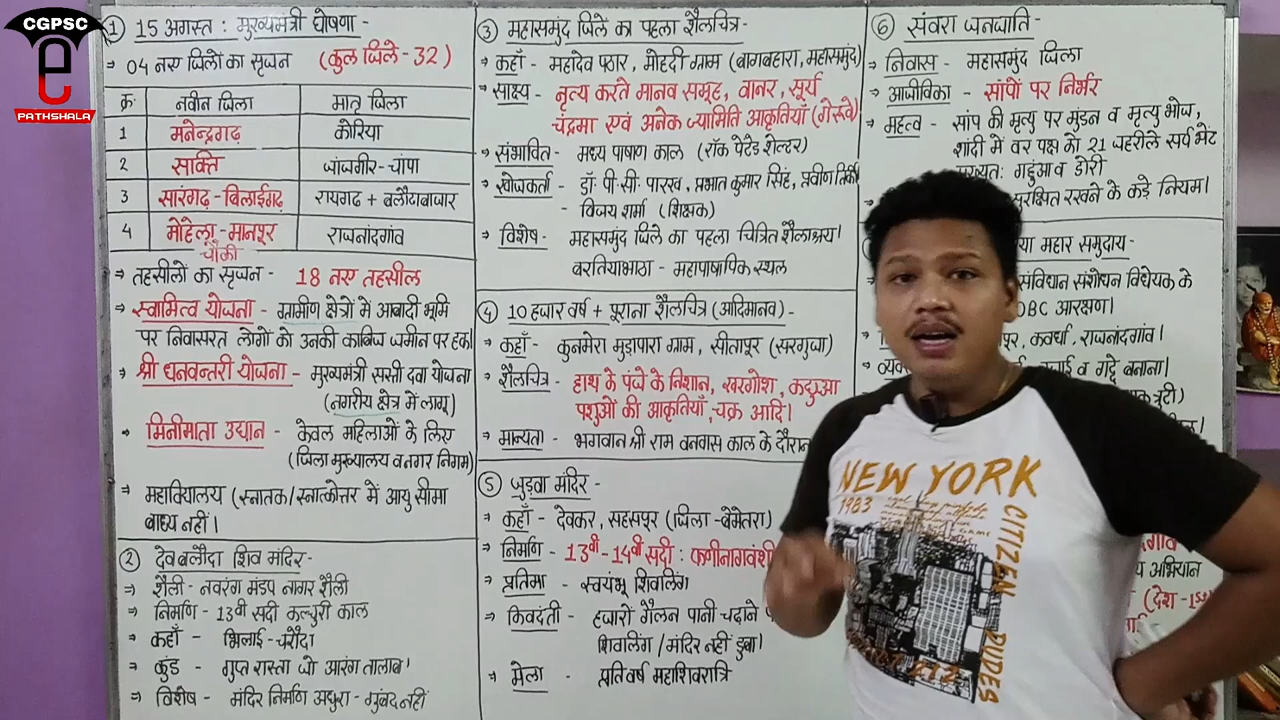 CGPSC
e
PATHSHALA
① 15 अगस्त : मुख्यमंत्री घोषणा -
→ 04 नए जिलों का सृजन (कुल जिले - 32)
क्र. नवीन जिला मातृ जिला
1 मनेन्द्रगढ़ कोरिया
2 सक्ति जांजगीर-चांपा
3 सारंगढ़ - बिलाईगढ़ रायगढ़ + बलौदाबाजार
4 मोहला - मानपुर राजनांदगांव
चौकी
→ तहसीलों का सृजन - 18 नए तहसील
→ स्वामित्व योजना - ग्रामीण क्षेत्रों में आबादी भूमि
पर निवासरत लोगों को उनकी काबिज जमीन पर हक।
→ श्री धनवन्तरी योजना - मुख्यमंत्री सस्ती दवा योजना
(नगरीय क्षेत्र में लागू)
→ मिनीमाता उद्यान - केवल महिलाओं के लिए
(जिला मुख्यालय व नगर निगम)
→ महाविद्यालय (स्नातक/स्नात्कोत्तर में आयु सीमा
बाध्य नहीं।
② देवबलौदा शिव मंदिर -
→ शैली - नवरंग मंडप नागर शैली
→ निर्माण - 13वी सदी कल्चुरी काल
→ कहाँ - भिलाई - चरौदा
→ कुंड - गुप्त रास्ता जो आरंग तालाब।
→ विशेष - मंदिर निर्माण अधुरा - गुंबद नहीं
③ महासमुंद जिले का पहला शैलचित्र -
→ कहाँ - महादेव पठार, मोहदी ग्राम (बागबहारा, महासमुंद)
→ साक्ष्य - नृत्य करते मानव समूह, वानर, सूर्य
चंद्रमा एवं अनेक ज्यामिति आकृतियाँ (गेरूवे)
→ संभावित - मध्य पाषाण काल (रॉक पेंटेड शेल्टर)
→ खोजकर्ता - डॉ. पी.सी. पारख, प्रभात कुमार सिंह, प्रवीण तिर्की
- विजय शर्मा (शिक्षक)
→ विशेष - महासमुंद जिले का पहला चित्रित शैलाश्रय।
बरतियाभाठा - महापाषाणिक स्थल
④ 10 हजार वर्ष + पुराना शैलचित्र (आदिमानव) -
→ कहाँ - कुनमेरा मुड़ापारा ग्राम, सीतापुर (सरगुजा)
→ शैलचित्र - हाथ के पंजे के निशान, खरगोश, कछुआ
पशुओं की आकृतियाँ, चक्र आदि।
→ मान्यता - भगवान श्री राम वनवास काल के दौरान
⑤ जुड़वा मंदिर -
→ कहाँ - देवकर, सहसपुर (जिला - बेमेतरा)
→ निर्माण - 13वी - 14वी सदी : फणीनागवंशी
→ प्रतिमा - स्वयंभू शिवलिंग
→ किवदंती - हजारों गैलन पानी चढ़ाने
शिवलिंग / मंदिर नहीं डुबा।
→ मेला - प्रतिवर्ष महाशिवरात्रि
⑥ संवरा जनजाति -
→ निवास - महासमुंद जिला
→ आजीविका - सांपों पर निर्भर
→ महत्व - सांप की मृत्यु पर मुंडन व मृत्यु भोज,
शादी में वर पक्ष को 21 जहरीले सर्प भेंट
मुख्यतः गहुंआ व डोरी
सुरक्षित रखने के कड़े नियम।
महार समुदाय -
संविधान संशोधन विधेयक के
OBC आरक्षण।
कवर्धा, राजनांदगांव।
व गद्दे बनाना।
अभियान
(देश - 1st)
NEW YORK
1983
CITIZEN DUDES